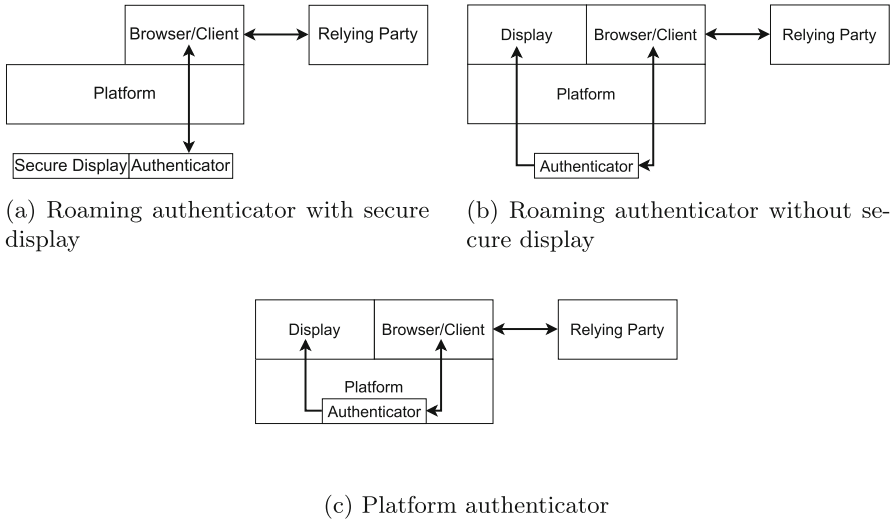 Browser/Client
Relying Party
Platform
Secure Display
Authenticator
(a) Roaming authenticator with secure
display
Display
Browser/Client
Relying Party
Platform
Authenticator
(b) Roaming authenticator without se-
cure display
Display
Browser/Client
Relying Party
Platform
Authenticator
(c) Platform authenticator